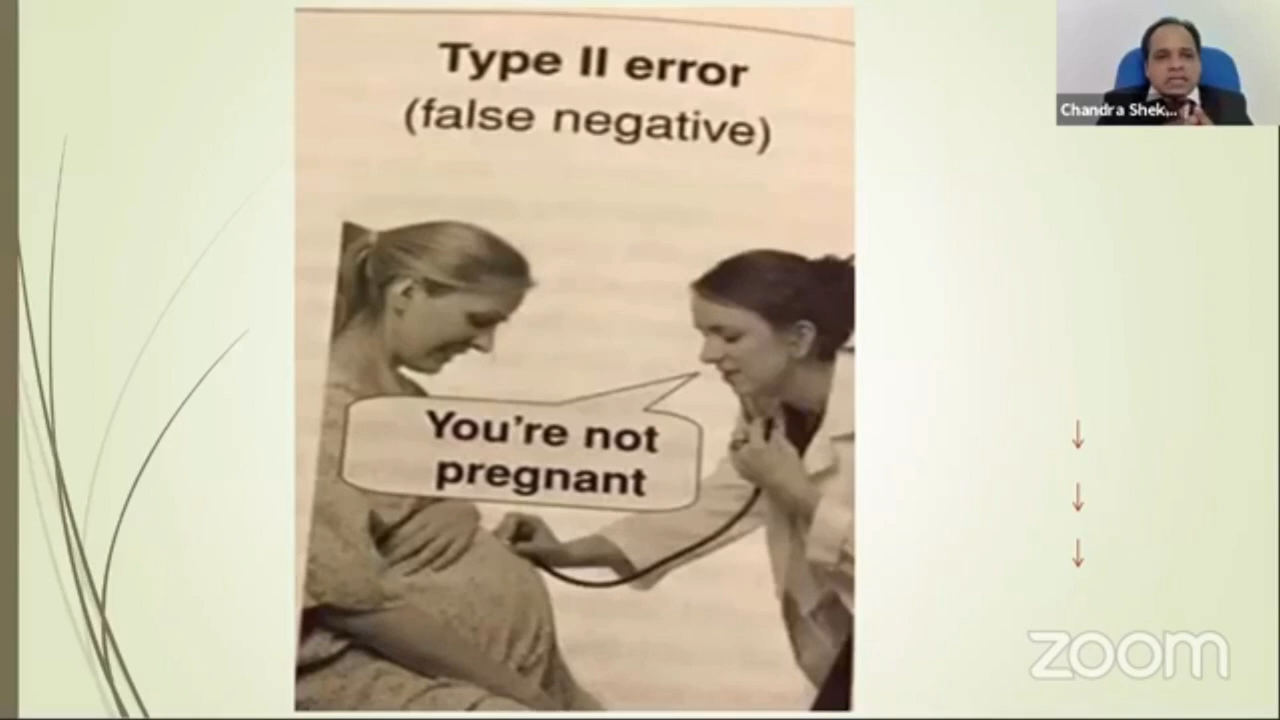 Type II error
(false negative)
You're not
pregnant
Chandra Shek...
zoom